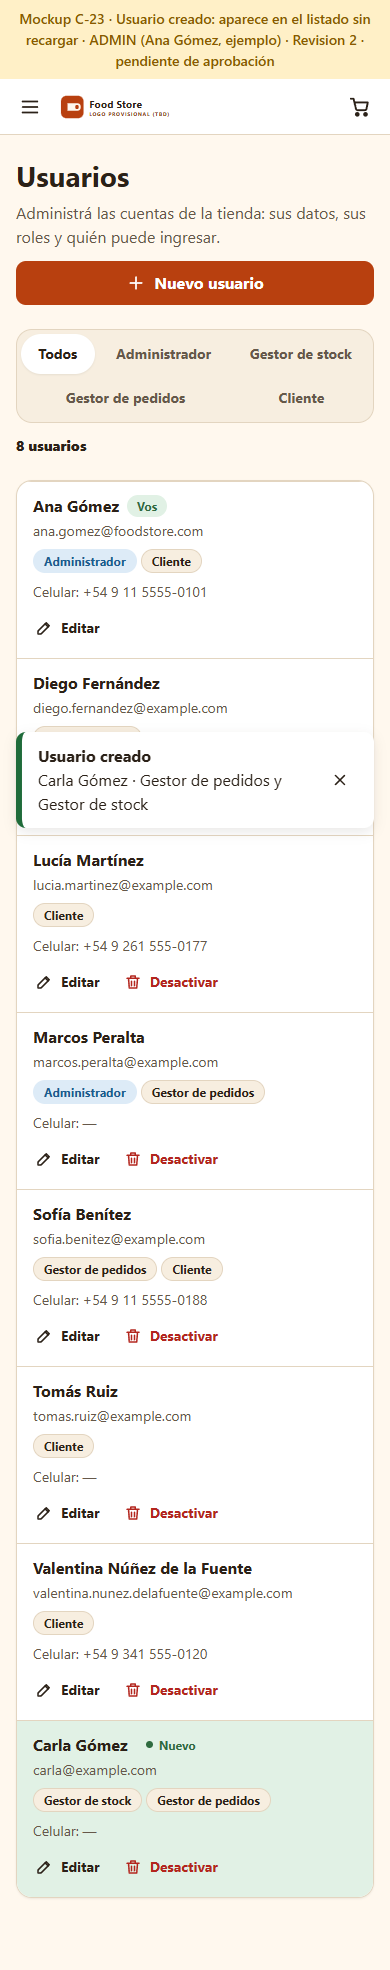 Mockup C-23 · Usuario creado: aparece en el listado sin
recargar · ADMIN (Ana Gómez, ejemplo) · Revision 2 ·
pendiente de aprobación
Food Store
LOGO PROVISIONAL (TBD)
Usuarios
Administrá las cuentas de la tienda: sus datos, sus
roles y quién puede ingresar.
Nuevo usuario
Todos Administrador Gestor de stock
Gestor de pedidos Cliente
8 usuarios
Ana Gómez Vos
ana.gomez@foodstore.com
Administrador Cliente
Celular: +54 9 11 5555-0101
Editar
Diego Fernández
diego.fernandez@example.com
Usuario creado
Carla Gómez · Gestor de pedidos y
Gestor de stock
Lucía Martínez
lucia.martinez@example.com
Cliente
Celular: +54 9 261 555-0177
Editar Desactivar
Marcos Peralta
marcos.peralta@example.com
Administrador Gestor de pedidos
Celular: —
Editar Desactivar
Sofía Benítez
sofia.benitez@example.com
Gestor de pedidos Cliente
Celular: +54 9 11 5555-0188
Editar Desactivar
Tomás Ruiz
tomas.ruiz@example.com
Cliente
Celular: —
Editar Desactivar
Valentina Núñez de la Fuente
valentina.nunez.delafuente@example.com
Cliente
Celular: +54 9 341 555-0120
Editar Desactivar
Carla Gómez Nuevo
carla@example.com
Gestor de stock Gestor de pedidos
Celular: —
Editar Desactivar